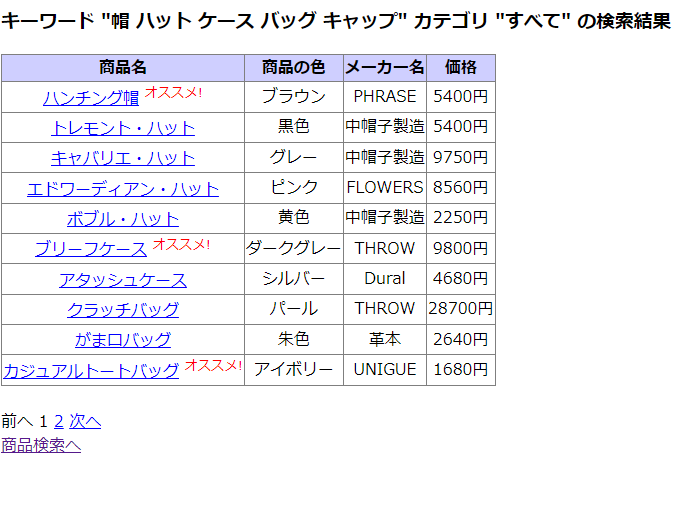 キーワード "帽 ハット ケース バッグ キャップ" カテゴリ "すべて" の検索結果
商品名 商品の色 メーカー名 価格
ハンチング帽 オススメ! ブラウン PHRASE 5400円
トレモント・ハット 黒色 中帽子製造 5400円
キャバリエ・ハット グレー 中帽子製造 9750円
エドワーディアン・ハット ピンク FLOWERS 8560円
ボブル・ハット 黄色 中帽子製造 2250円
ブリーフケース オススメ! ダークグレー THROW 9800円
アタッシュケース シルバー Dural 4680円
クラッチバッグ パール THROW 28700円
がま口バッグ 朱色 革本 2640円
カジュアルトートバッグ オススメ! アイボリー UNIGUE 1680円
前へ 1 2 次へ
商品検索へ